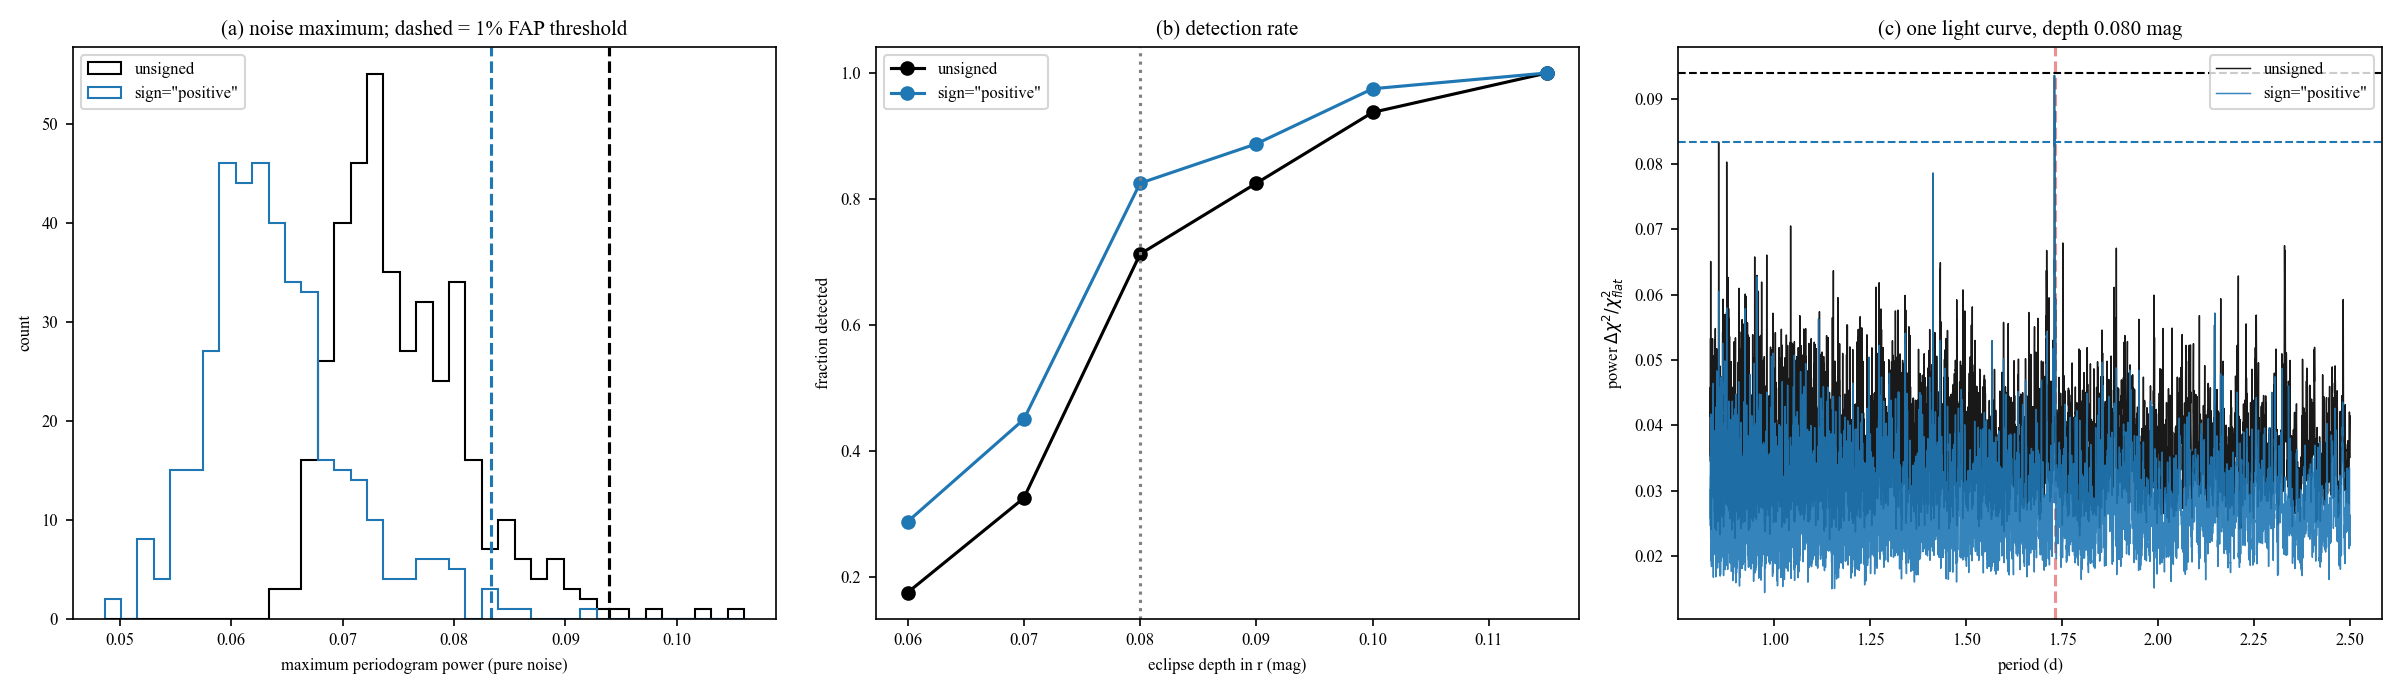 (a) noise maximum; dashed = 1% FAP threshold
unsigned
sign="positive"
count
0
10
20
30
40
50
0.05
0.06
0.07
0.08
0.09
0.10
maximum periodogram power (pure noise)
(b) detection rate
unsigned
sign="positive"
fraction detected
1.0
0.8
0.6
0.4
0.2
0.06
0.07
0.08
0.09
0.10
0.11
eclipse depth in r (mag)
(c) one light curve, depth 0.080 mag
unsigned
sign="positive"
power Δχ²/χ²flat
0.09
0.08
0.07
0.06
0.05
0.04
0.03
0.02
1.00
1.25
1.50
1.75
2.00
2.25
2.50
period (d)